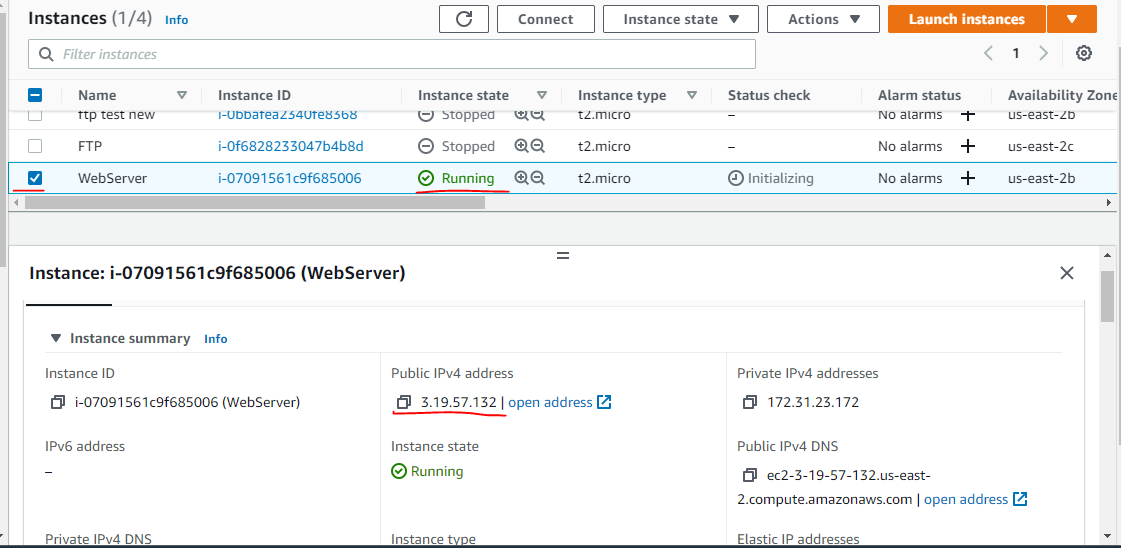 Instances (1/4) Info
Connect
Instance state
Actions
Launch instances
Filter instances
1
Name Instance ID Instance state Instance type Status check Alarm status Availability Zone
ftp test new i-0bbafea2340fe8368 Stopped t2.micro – No alarms + us-east-2b
FTP i-0f6828233047b4b8d Stopped t2.micro – No alarms + us-east-2c
WebServer i-07091561c9f685006 Running t2.micro Initializing No alarms + us-east-2b
Instance: i-07091561c9f685006 (WebServer)
Instance summary Info
Instance ID
i-07091561c9f685006 (WebServer)
Public IPv4 address
3.19.57.132 | open address
Private IPv4 addresses
172.31.23.172
IPv6 address
–
Instance state
Running
Public IPv4 DNS
ec2-3-19-57-132.us-east-
2.compute.amazonaws.com | open address
Private IPv4 DNS
Instance type
Elastic IP addresses